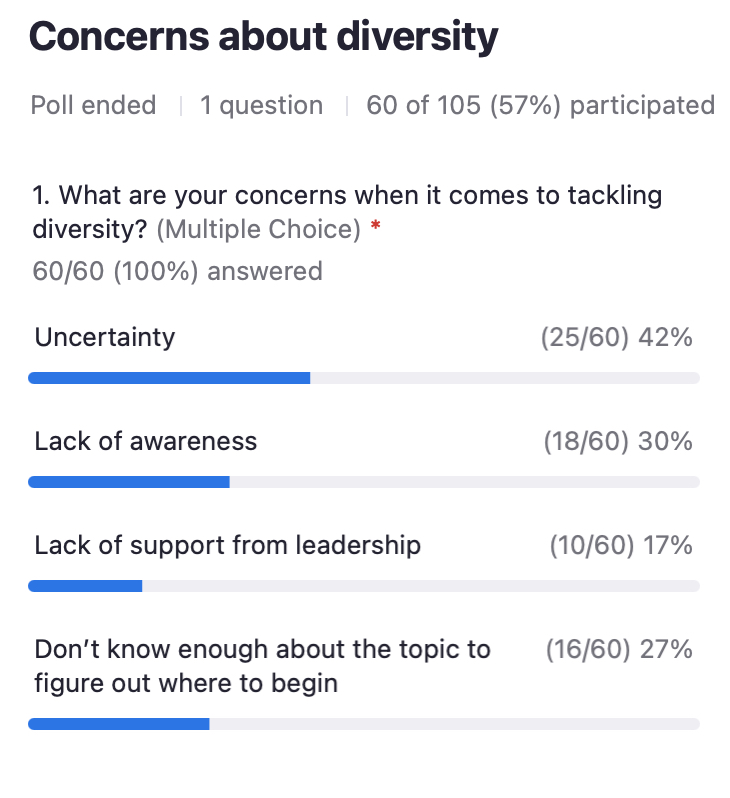 Concerns about diversity
Poll ended | 1 question | 60 of 105 (57%) participated
1. What are your concerns when it comes to tackling
diversity? (Multiple Choice) *
60/60 (100%) answered
Uncertainty (25/60) 42%
Lack of awareness (18/60) 30%
Lack of support from leadership (10/60) 17%
Don’t know enough about the topic to (16/60) 27%
figure out where to begin